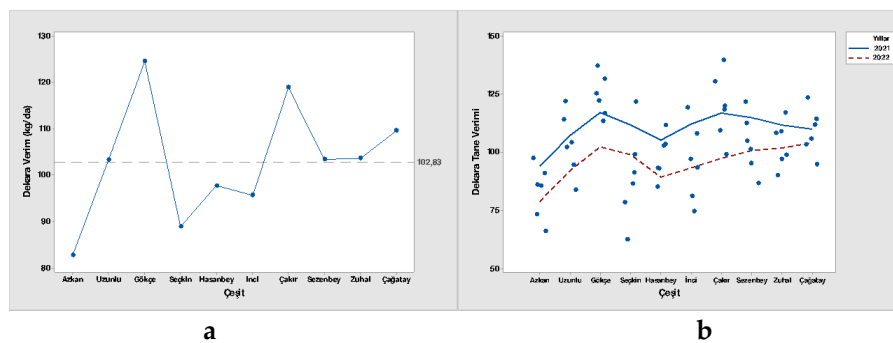 130
120
110
100
90
80
Dekara Verim (kg/da)
102,83
Azkan Uzunlu Gökçe Seçkin Hasanbey İnci Çakır Sezenbey Zuhal Çağatay
Çeşit
a
150
125
100
75
50
Dekara Tane Verimi
Yıllar
2021
2022
Azkan Uzunlu Gökçe Seçkin Hasanbey İnci Çakır Sezenbey Zuhal Çağatay
Çeşit
b